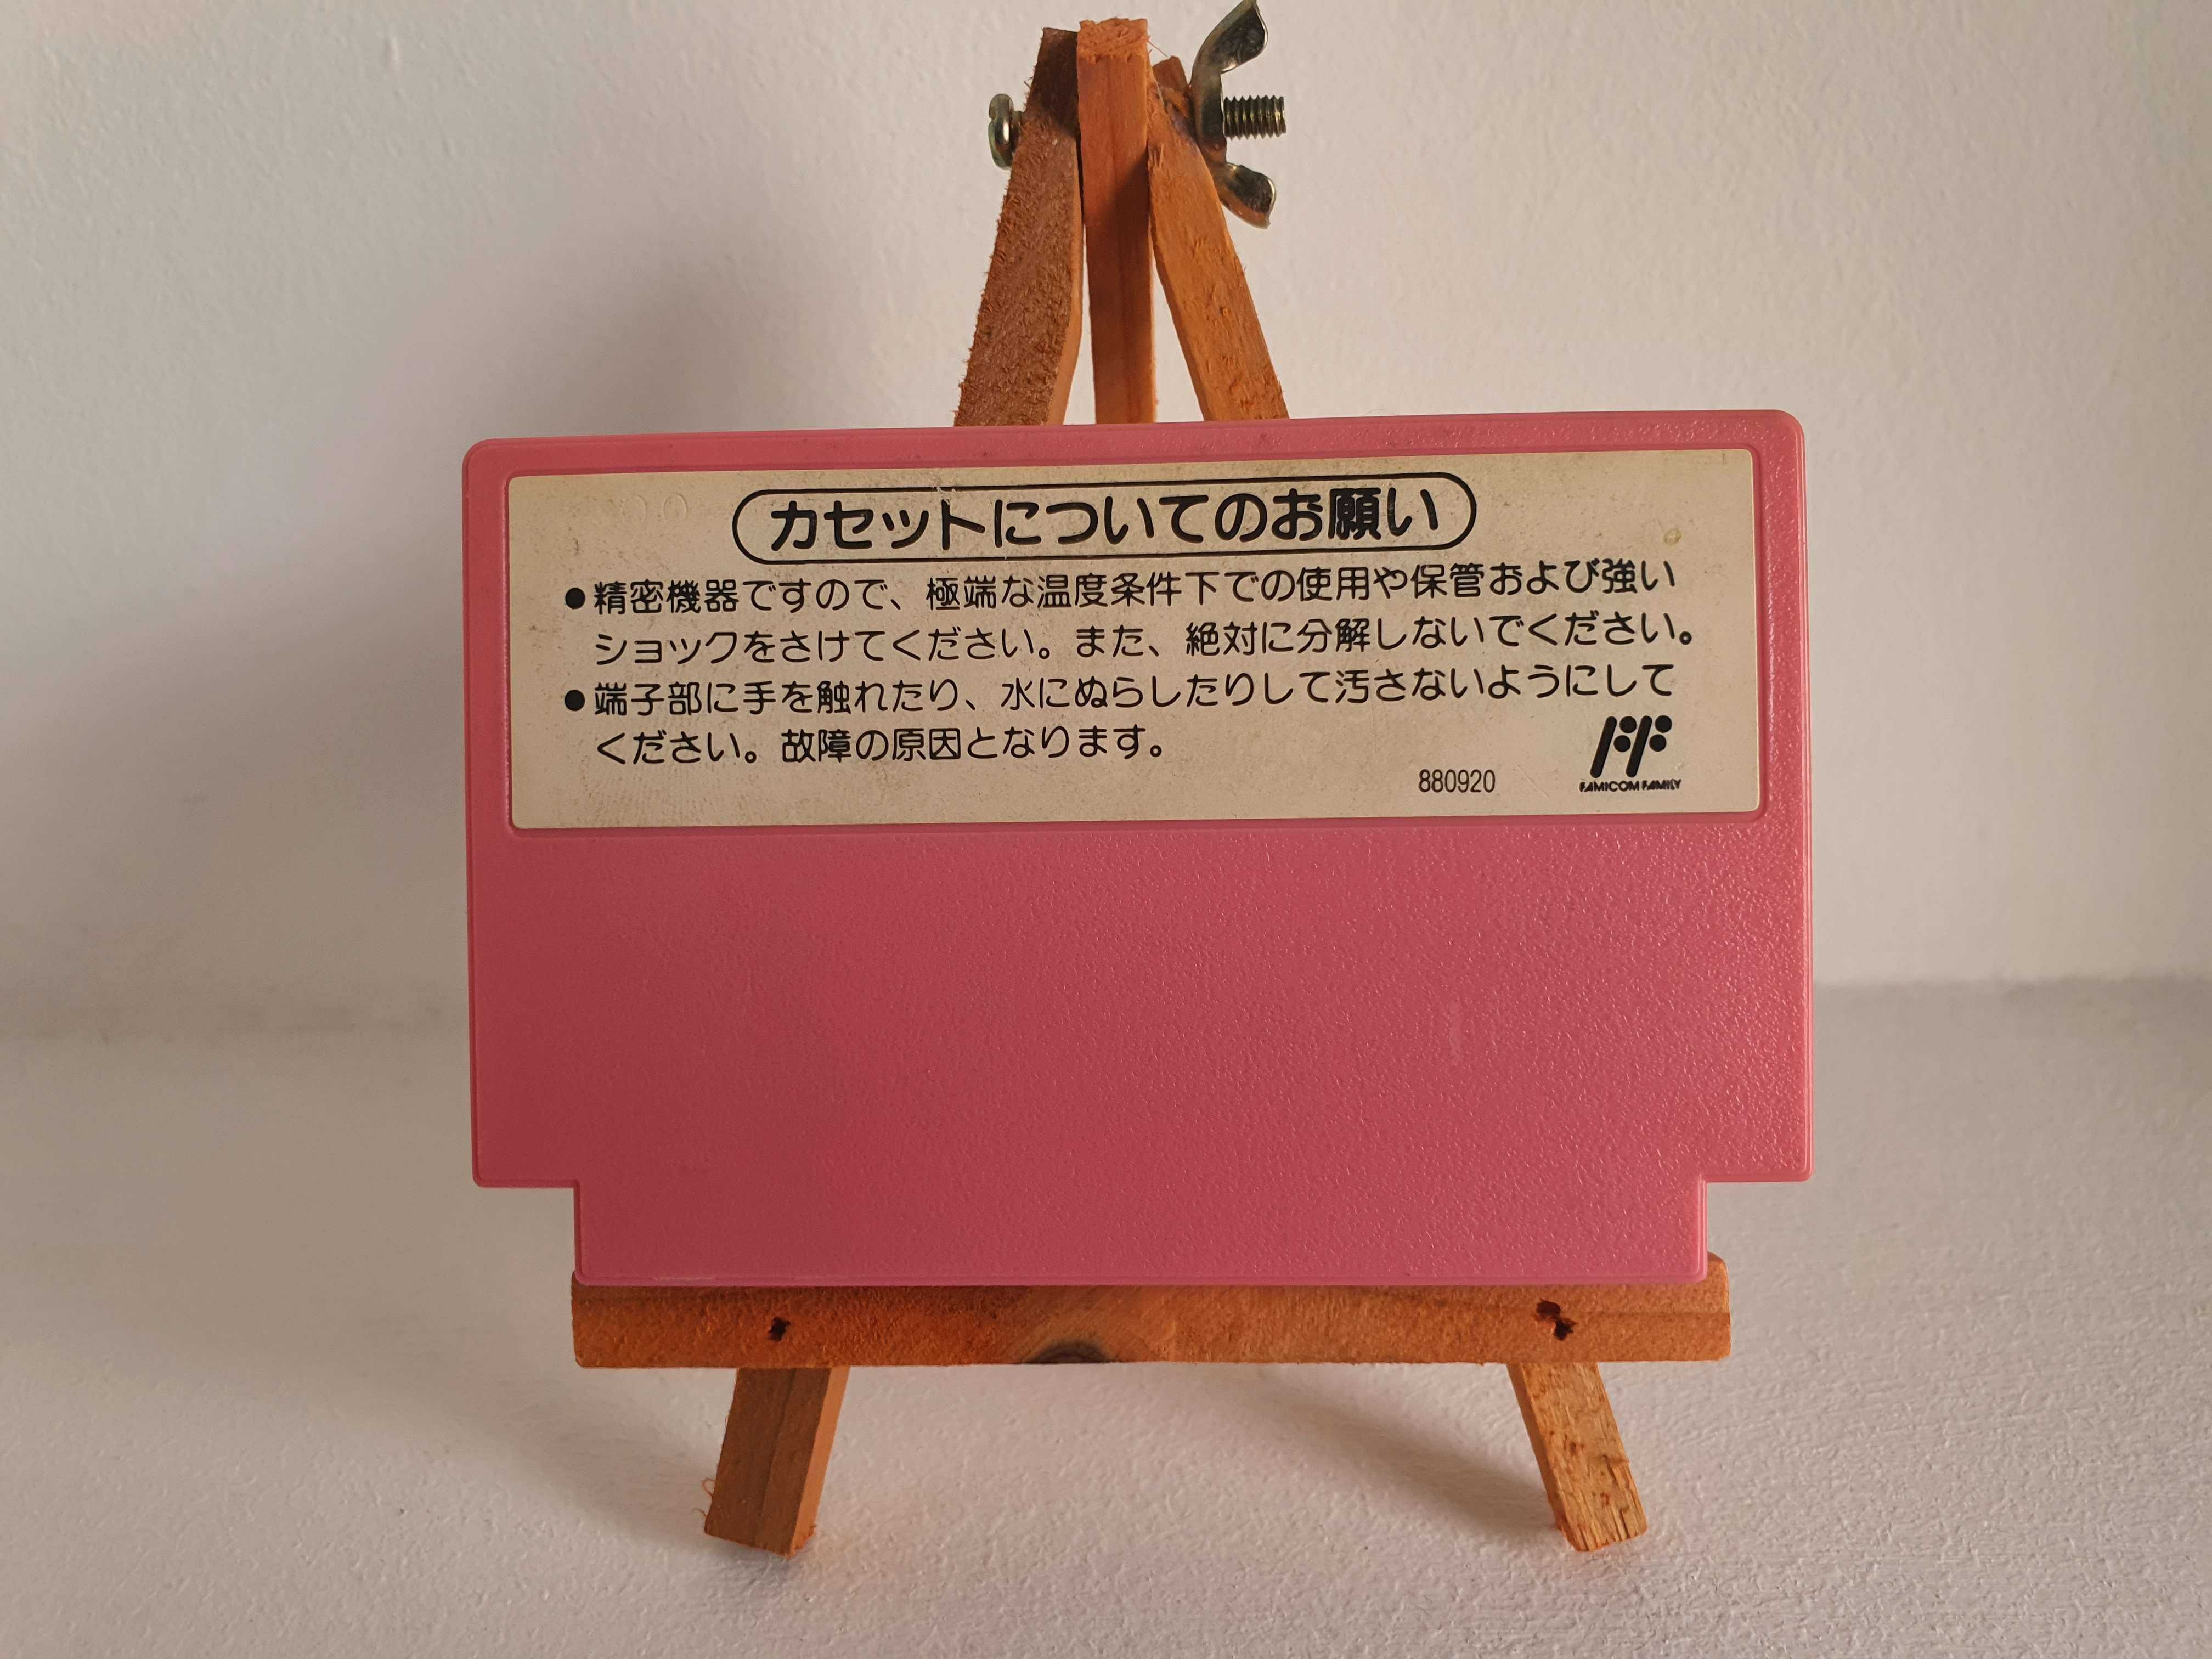 カセットについてのお願い
●精密機器ですので、極端な温度条件下での使用や保管および強い
ショックをさけてください。また、絶対に分解しないでください。
●端子部に手を触れたり、水にぬらしたりして汚さないようにして
ください。故障の原因となります。
880920
FF
FAMICOM FAMILY